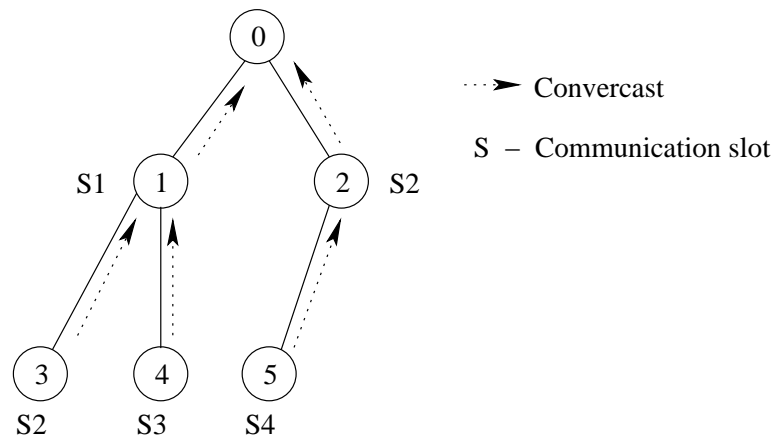 0
Convercast
S – Communication slot
S1 1 2 S2
3 4 5
S2 S3 S4